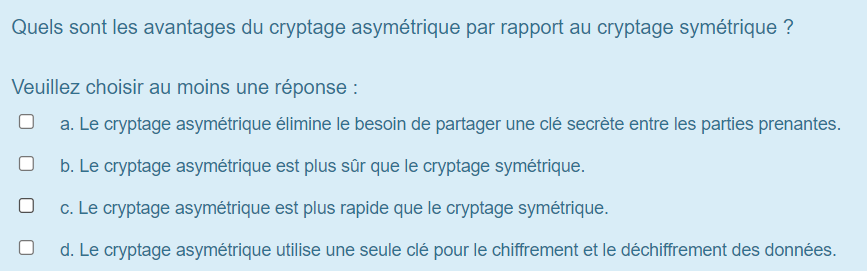 Quels sont les avantages du cryptage asymétrique par rapport au cryptage symétrique ?
Veuillez choisir au moins une réponse :
a. Le cryptage asymétrique élimine le besoin de partager une clé secrète entre les parties prenantes.
b. Le cryptage asymétrique est plus sûr que le cryptage symétrique.
c. Le cryptage asymétrique est plus rapide que le cryptage symétrique.
d. Le cryptage asymétrique utilise une seule clé pour le chiffrement et le déchiffrement des données.